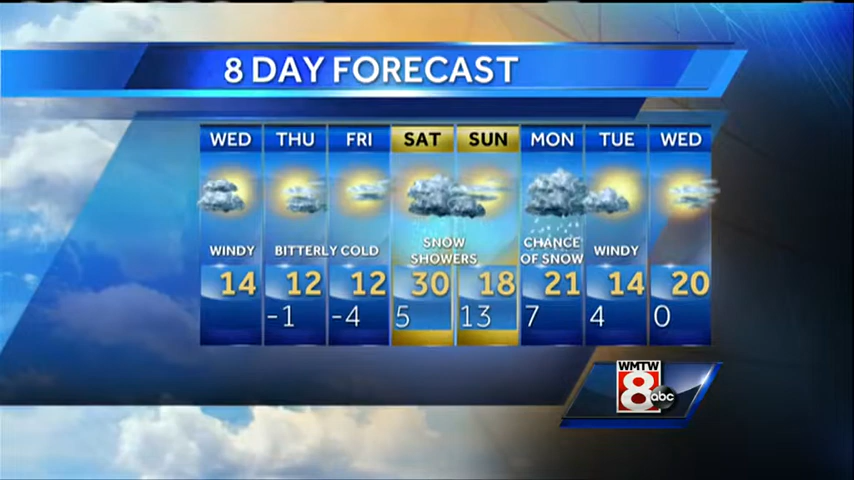 8 DAY FORECAST
WED THU FRI SAT SUN MON TUE WED
WINDY BITTERLY COLD SNOW SHOWERS CHANCE OF SNOW WINDY
14 12 12 30 18 21 14 20
-1 -4 5 13 7 4 0
WMTW
8 abc